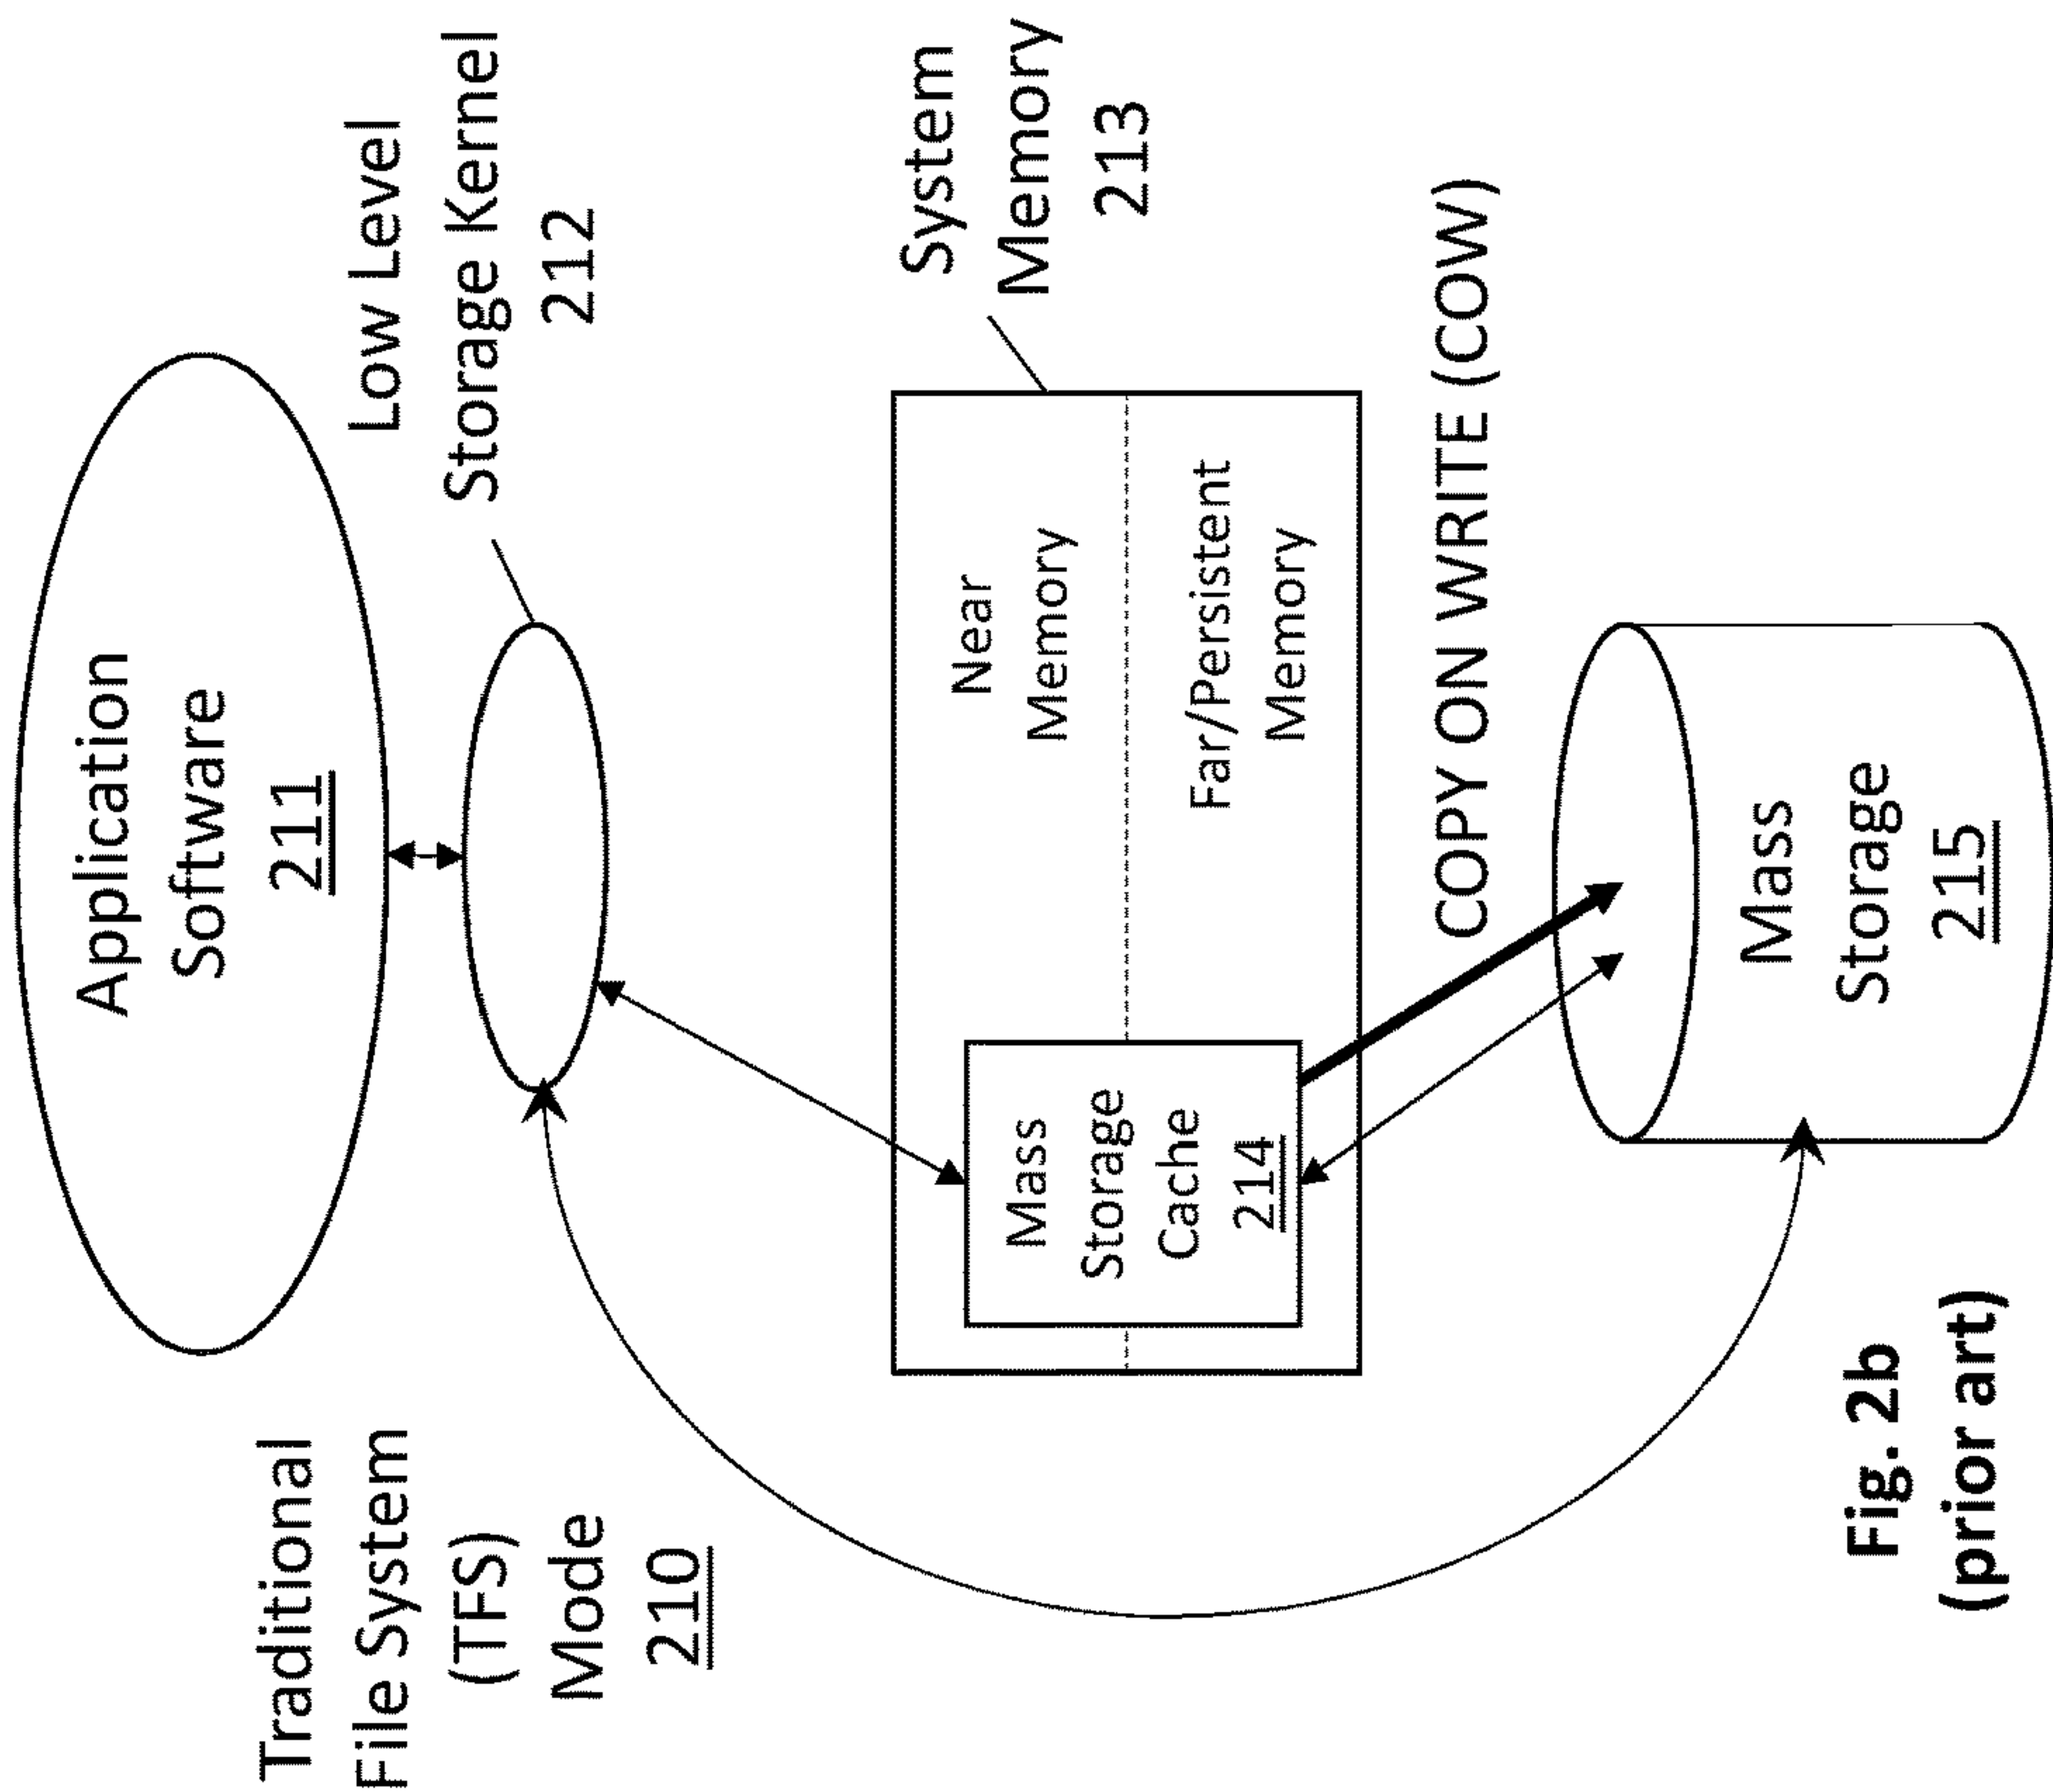 Traditional
File System
(TFS)
Mode
210
Application
Software
211
Low Level
Storage Kernel
212
System
Memory
213
Near
Memory
Far/Persistent
Memory
Mass
Storage
Cache
214
COPY ON WRITE (COW)
Mass
Storage
215
Fig. 2b
(prior art)